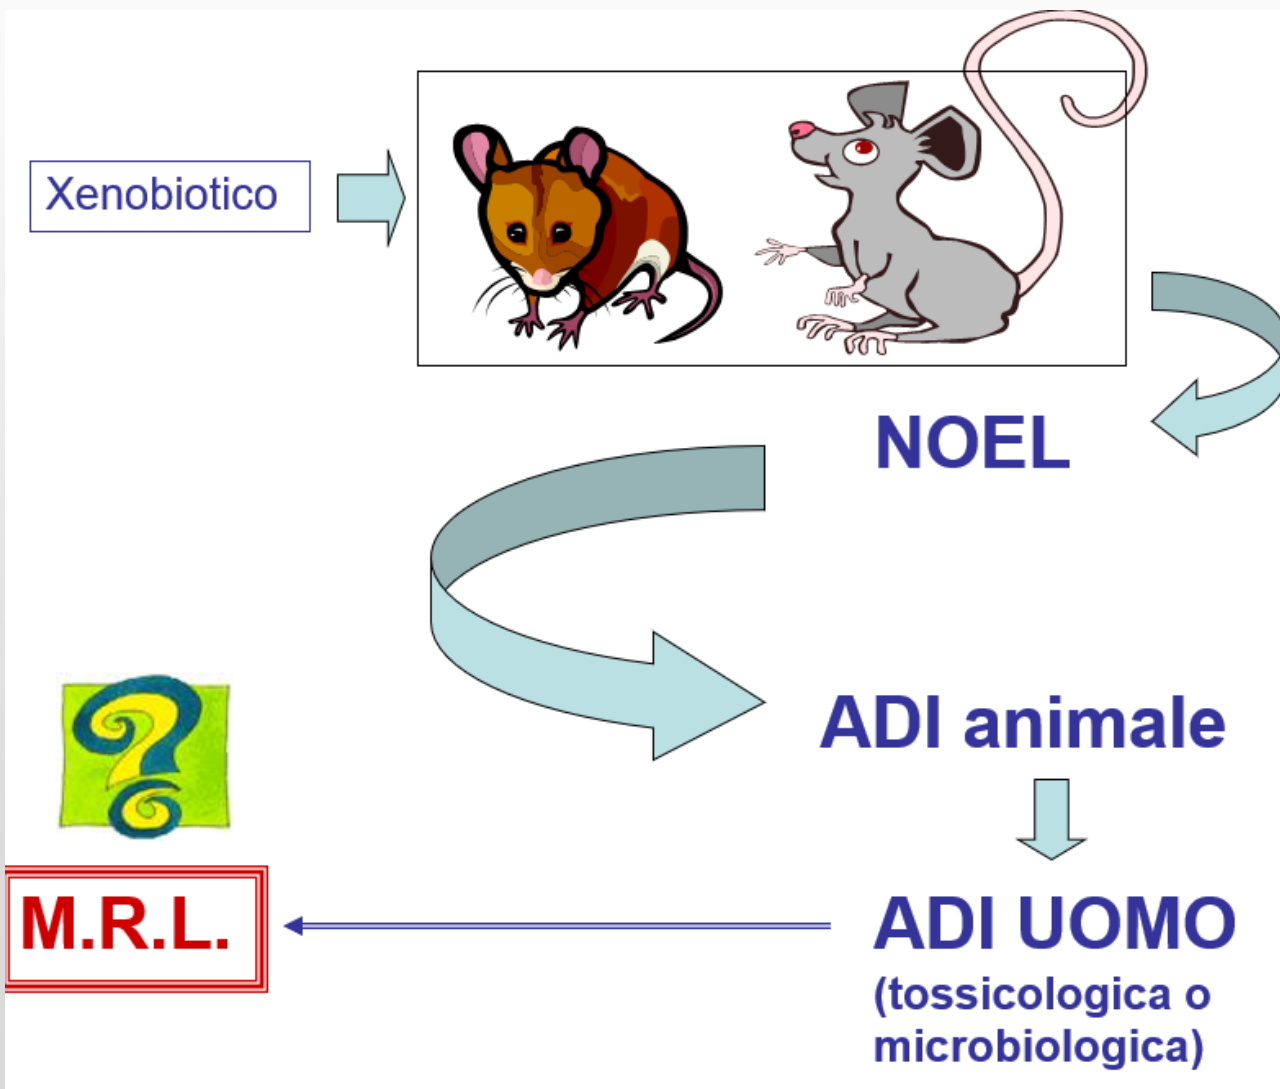 Xenobiotico
NOEL
ADI animale
ADI UOMO
(tossicologica o
microbiologica)
M.R.L.